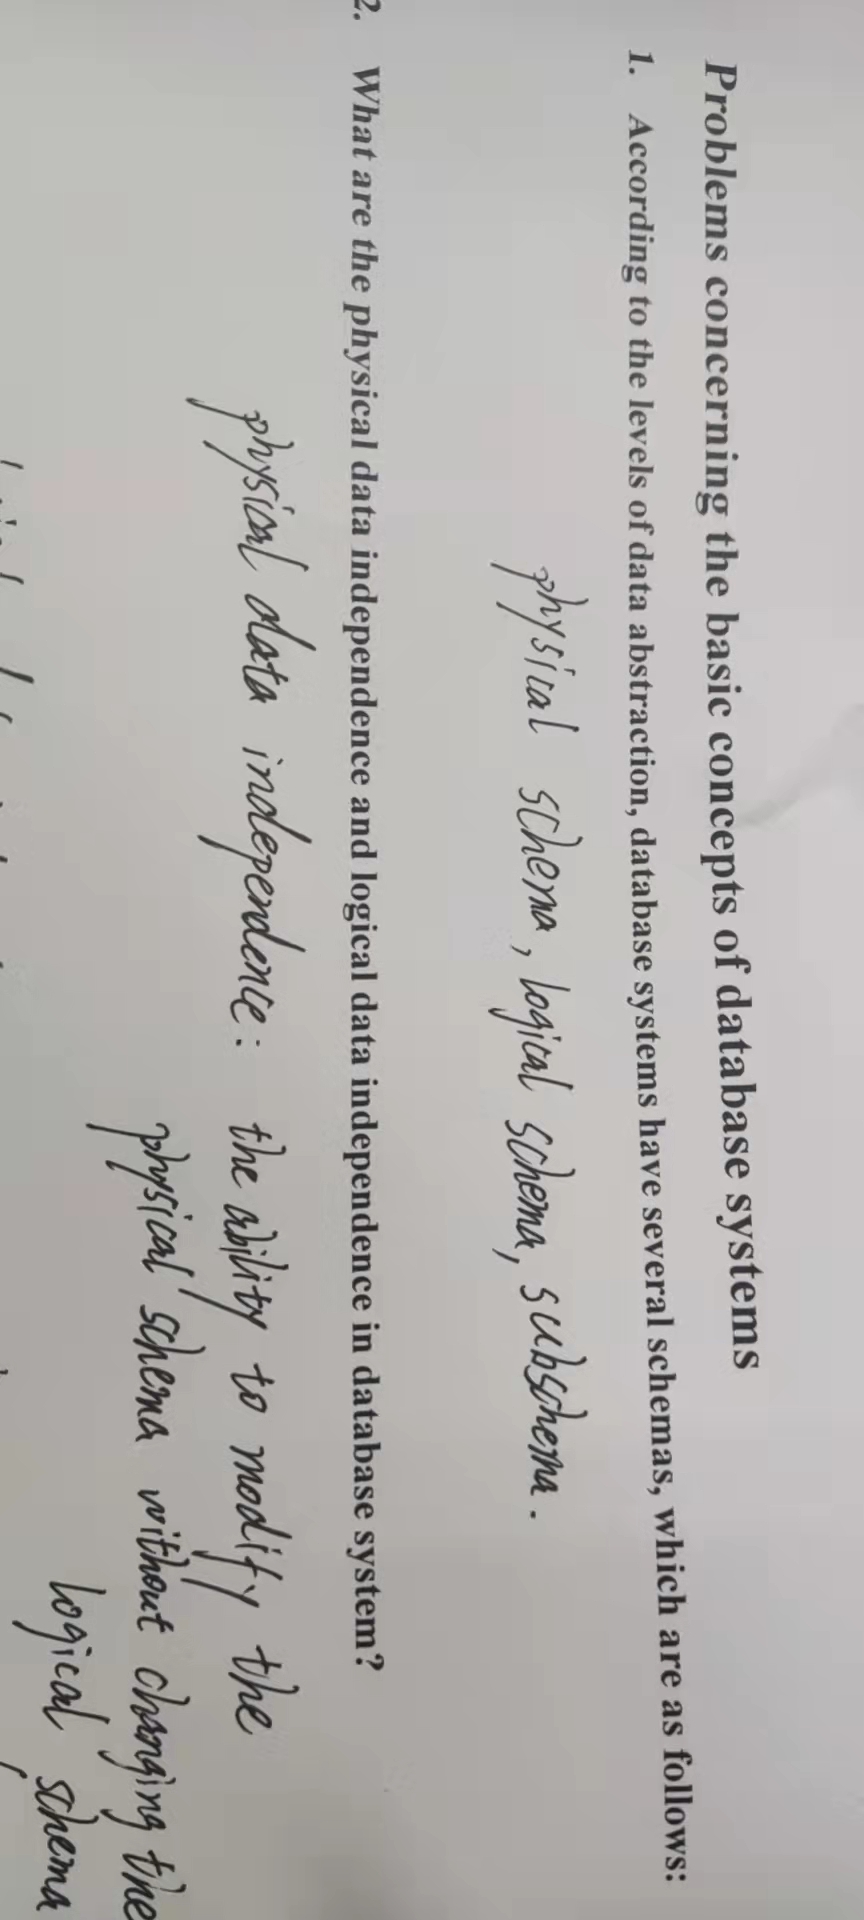 Problems concerning the basic concepts of database systems
1. According to the levels of data abstraction, database systems have several schemas, which are as follows:
physical schema, logical schema, subschema.
2. What are the physical data independence and logical data independence in database system?
physical data independence: the ability to modify the
physical schema without changing the
logical schema